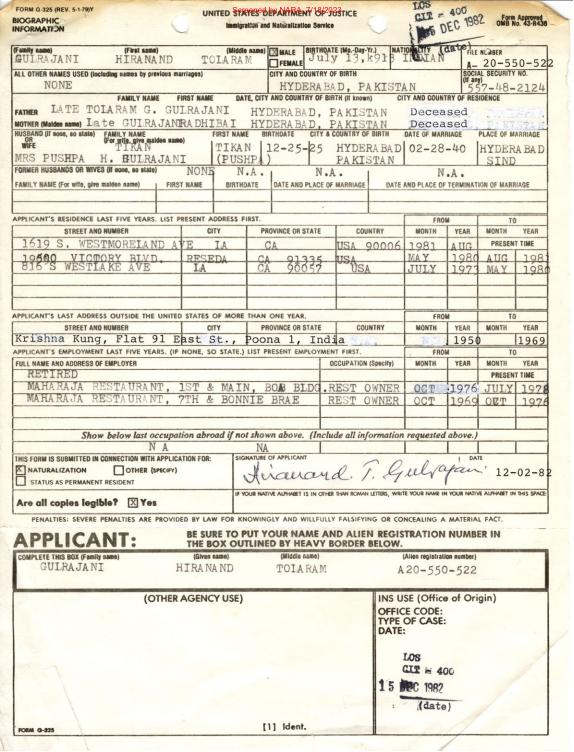 FORM G-325 (REV. 5-1-79)Y
BIOGRAPHIC INFORMATION
UNITED STATES DEPARTMENT OF JUSTICE
Immigration and Naturalization Service
LOS
CIT = 400
DEC 1982
(date)
Form Approved
OMB No. 43-R436
(Family name) (First name) (Middle name) MALE FEMALE BIRTHDATE (Mo.-Day-Yr.) NATIONALITY FILE NUMBER
GULRAJANI HIRANAND TOIARAM July 13, INDIAN A- 20-550-522
ALL OTHER NAMES USED (Including names by previous marriages) CITY AND COUNTRY OF BIRTH SOCIAL SECURITY NO. (If any)
NONE HYDERABAD, PAKISTAN 557-48-2124
FAMILY NAME FIRST NAME DATE, CITY AND COUNTRY OF BIRTH (If known) CITY AND COUNTRY OF RESIDENCE
FATHER LATE TOIARAM G. GULRAJANI HYDERABAD, PAKISTAN Deceased
MOTHER (Maiden name) Late GULRAJANI RADHIBAI HYDERABAD, PAKISTAN Deceased
HUSBAND (If none, so state) OR WIFE FAMILY NAME (For wife, give maiden name) FIRST NAME BIRTHDATE CITY & COUNTRY OF BIRTH DATE OF MARRIAGE PLACE OF MARRIAGE
TIKAN TIKAN 12-25-25 HYDERABAD 02-28-40 HYDERABAD
MRS PUSHPA H. GULRAJANI (PUSHPA) PAKISTAN SIND
FORMER HUSBANDS OR WIVES (If none, so state) NONE N.A. N.A. N.A.
FAMILY NAME (For wife, give maiden name) FIRST NAME BIRTHDATE DATE AND PLACE OF MARRIAGE DATE AND PLACE OF TERMINATION OF MARRIAGE
APPLICANT'S RESIDENCE LAST FIVE YEARS. LIST PRESENT ADDRESS FIRST. FROM TO
STREET AND NUMBER CITY PROVINCE OR STATE COUNTRY MONTH YEAR MONTH YEAR
1619 S. WESTMORELAND AVE LA CA USA 90006 1981 AUG PRESENT TIME
VICTORY BLVD. RESEDA CA 91335 USA MAY 1980 AUG 1981
816 S WESTLAKE AVE LA CA 90057 USA JULY 1973 MAY 1980
APPLICANT'S LAST ADDRESS OUTSIDE THE UNITED STATES OF MORE THAN ONE YEAR. FROM TO
STREET AND NUMBER CITY PROVINCE OR STATE COUNTRY MONTH YEAR MONTH YEAR
Krishna Kung, Flat 91 East St., Poona 1, India 1950 1969
APPLICANT'S EMPLOYMENT LAST FIVE YEARS. (IF NONE, SO STATE.) LIST PRESENT EMPLOYMENT FIRST. FROM TO
FULL NAME AND ADDRESS OF EMPLOYER OCCUPATION (Specify) MONTH YEAR MONTH YEAR
RETIRED PRESENT TIME
MAHARAJA RESTAURANT, 1ST & MAIN, BOA BLDG. REST OWNER OCT 1976 JULY 1978
MAHARAJA RESTAURANT, 7TH & BONNIE BRAE REST OWNER OCT 1969 OCT 1976
Show below last occupation abroad if not shown above. (Include all information requested above.)
N A NA
THIS FORM IS SUBMITTED IN CONNECTION WITH APPLICATION FOR: SIGNATURE OF APPLICANT DATE
X NATURALIZATION OTHER (SPECIFY)
STATUS AS PERMANENT RESIDENT
Hiranand T. Gulrajani 12-02-82
Are all copies legible? X Yes
IF YOUR NATIVE ALPHABET IS IN OTHER THAN ROMAN LETTERS, WRITE YOUR NAME IN YOUR NATIVE ALPHABET IN THIS SPACE:
PENALTIES: SEVERE PENALTIES ARE PROVIDED BY LAW FOR KNOWINGLY AND WILLFULLY FALSIFYING OR CONCEALING A MATERIAL FACT.
APPLICANT: BE SURE TO PUT YOUR NAME AND ALIEN REGISTRATION NUMBER IN THE BOX OUTLINED BY HEAVY BORDER BELOW.
COMPLETE THIS BOX (Family name) (Given name) (Middle name) (Alien registration number)
GULRAJANI HIRANAND TOIARAM A20-550-522
(OTHER AGENCY USE)
INS USE (Office of Origin)
OFFICE CODE:
TYPE OF CASE:
DATE:
LOS
CIT = 400
15 DEC 1982
(date)
FORM G-325
[1] Ident.